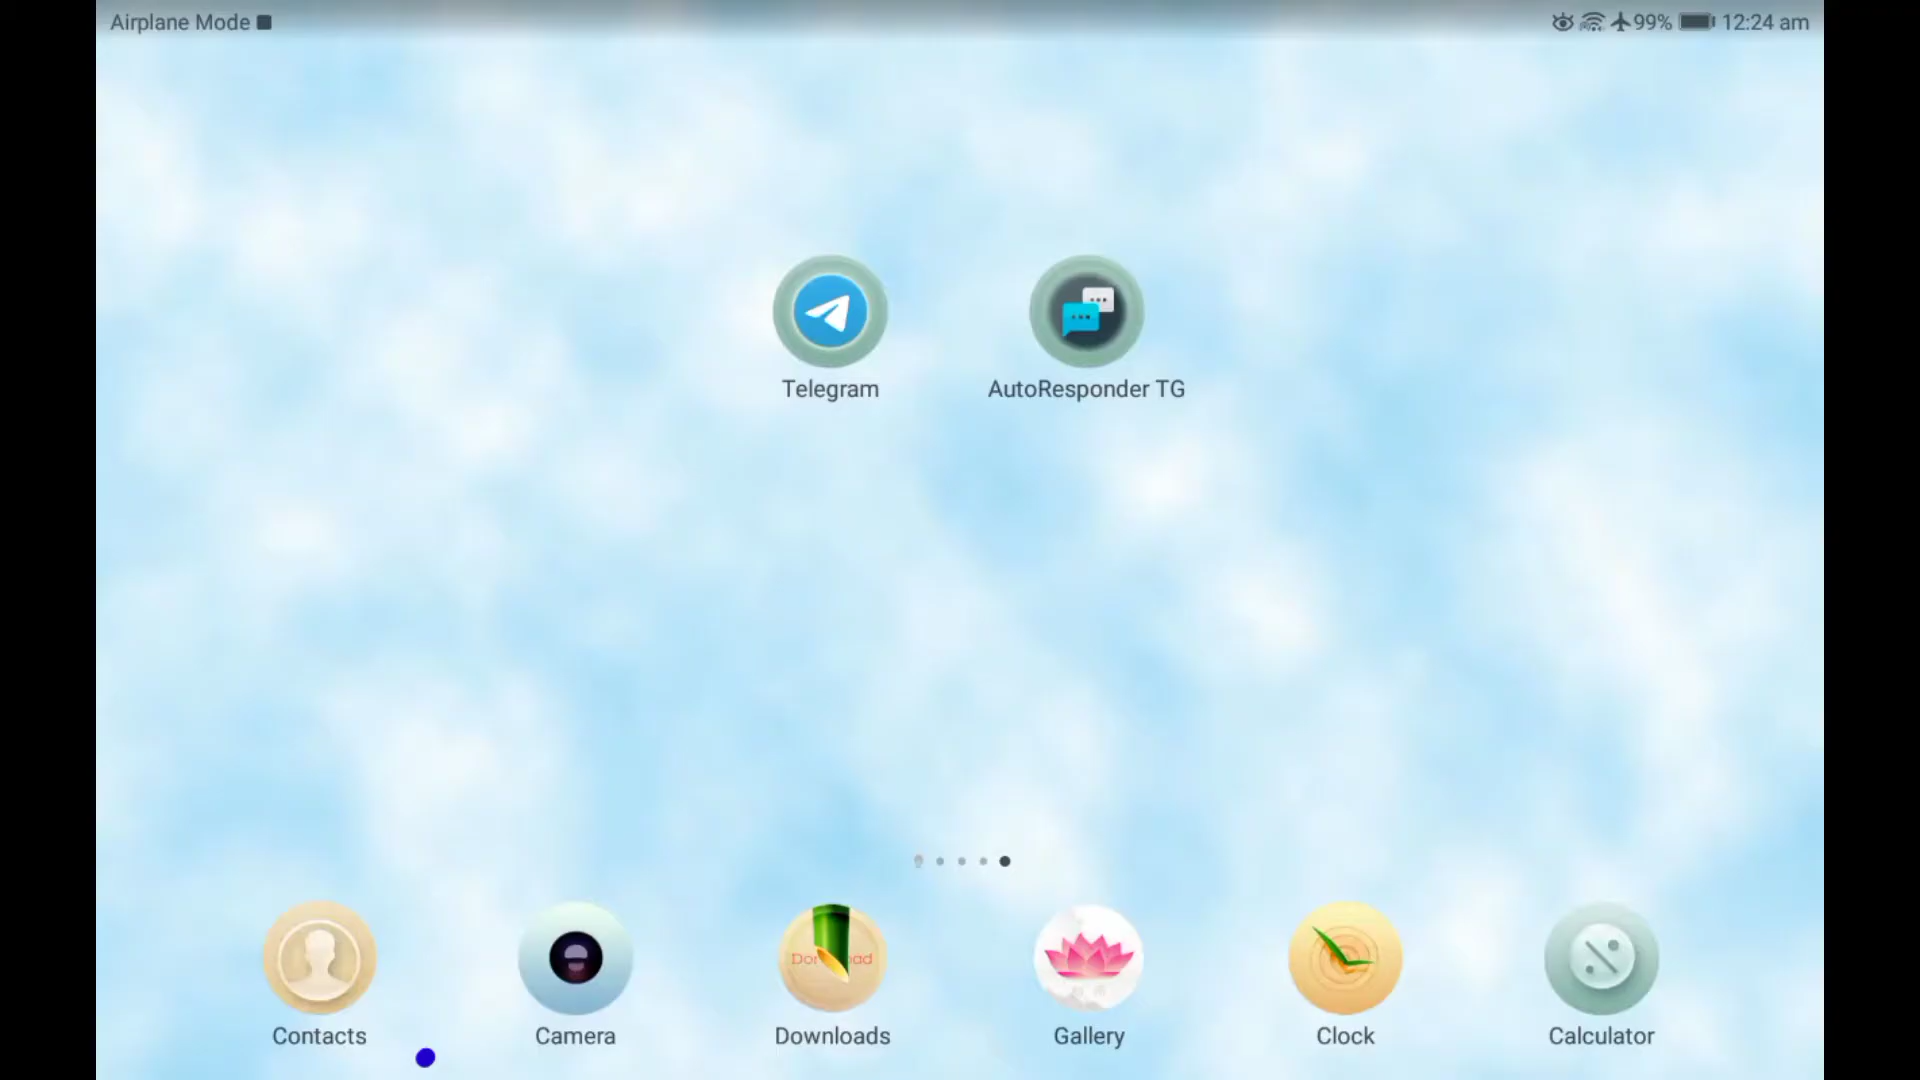 Airplane Mode
99% 12:24 am
Telegram AutoResponder TG
Contacts Camera Downloads Gallery Clock Calculator